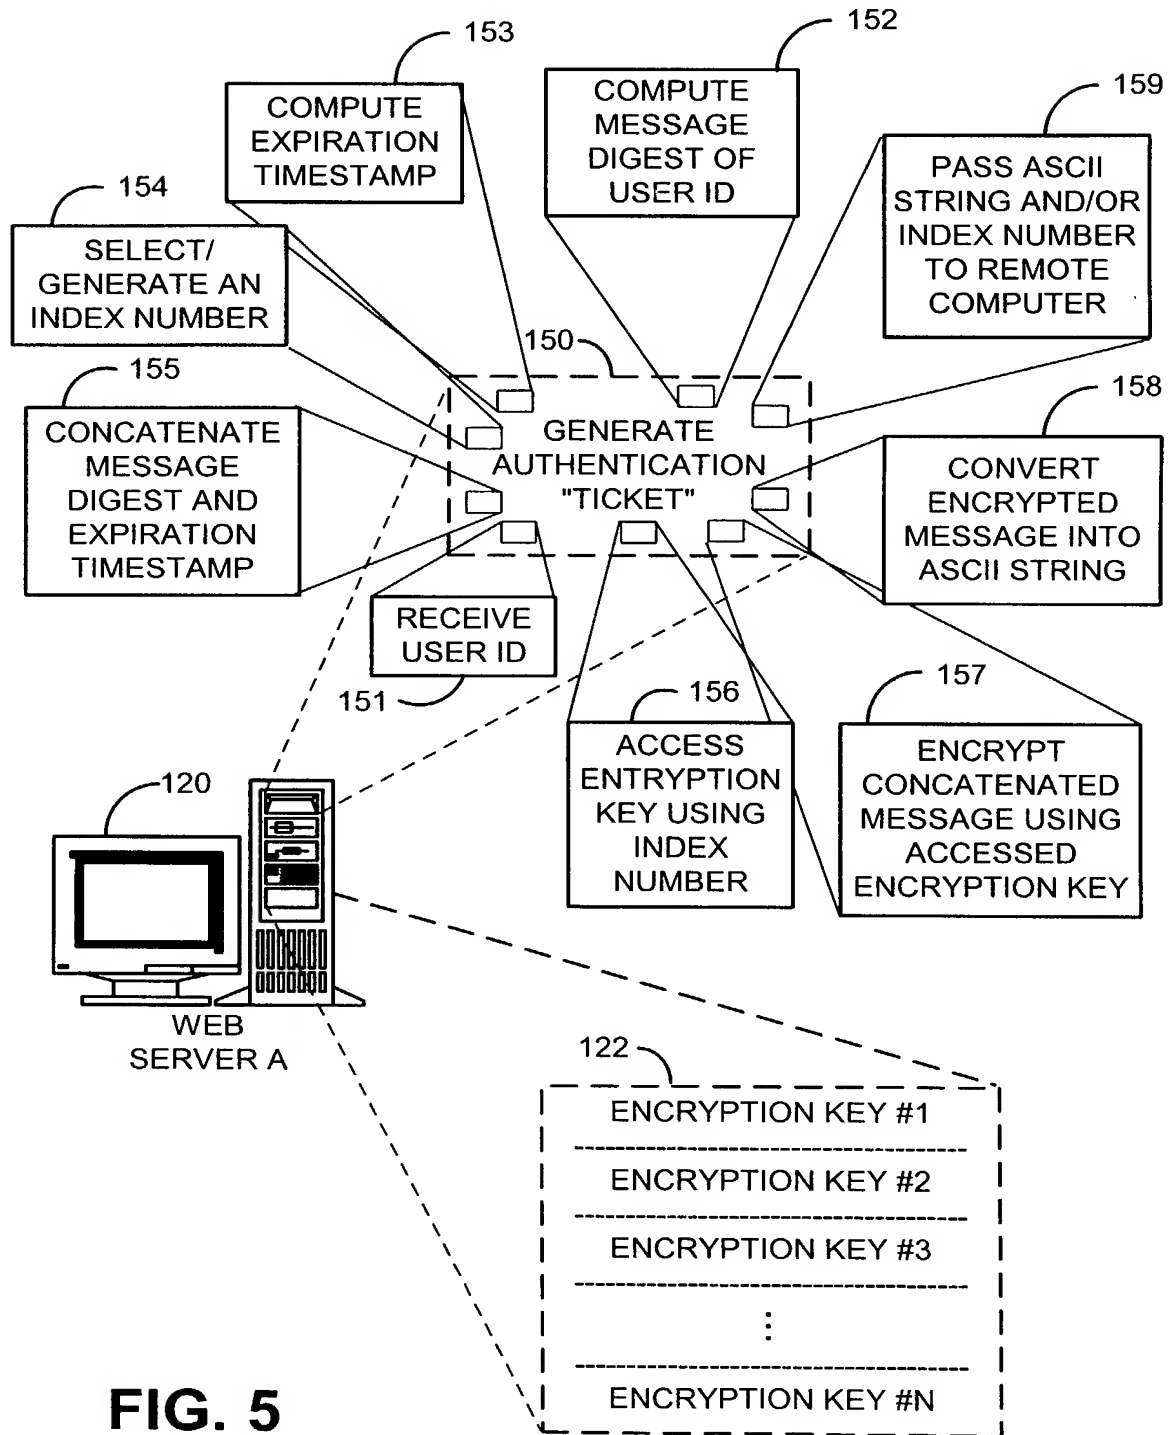 153
COMPUTE
EXPIRATION
TIMESTAMP
152
COMPUTE
MESSAGE
DIGEST OF
USER ID
159
PASS ASCII
STRING AND/OR
INDEX NUMBER
TO REMOTE
COMPUTER
154
SELECT/
GENERATE AN
INDEX NUMBER
150
GENERATE
AUTHENTICATION
"TICKET"
155
CONCATENATE
MESSAGE
DIGEST AND
EXPIRATION
TIMESTAMP
158
CONVERT
ENCRYPTED
MESSAGE INTO
ASCII STRING
RECEIVE
USER ID
151
156
ACCESS
ENTRYPTION
KEY USING
INDEX
NUMBER
157
ENCRYPT
CONCATENATED
MESSAGE USING
ACCESSED
ENCRYPTION KEY
120
WEB
SERVER A
122
ENCRYPTION KEY #1
ENCRYPTION KEY #2
ENCRYPTION KEY #3
ENCRYPTION KEY #N
FIG. 5